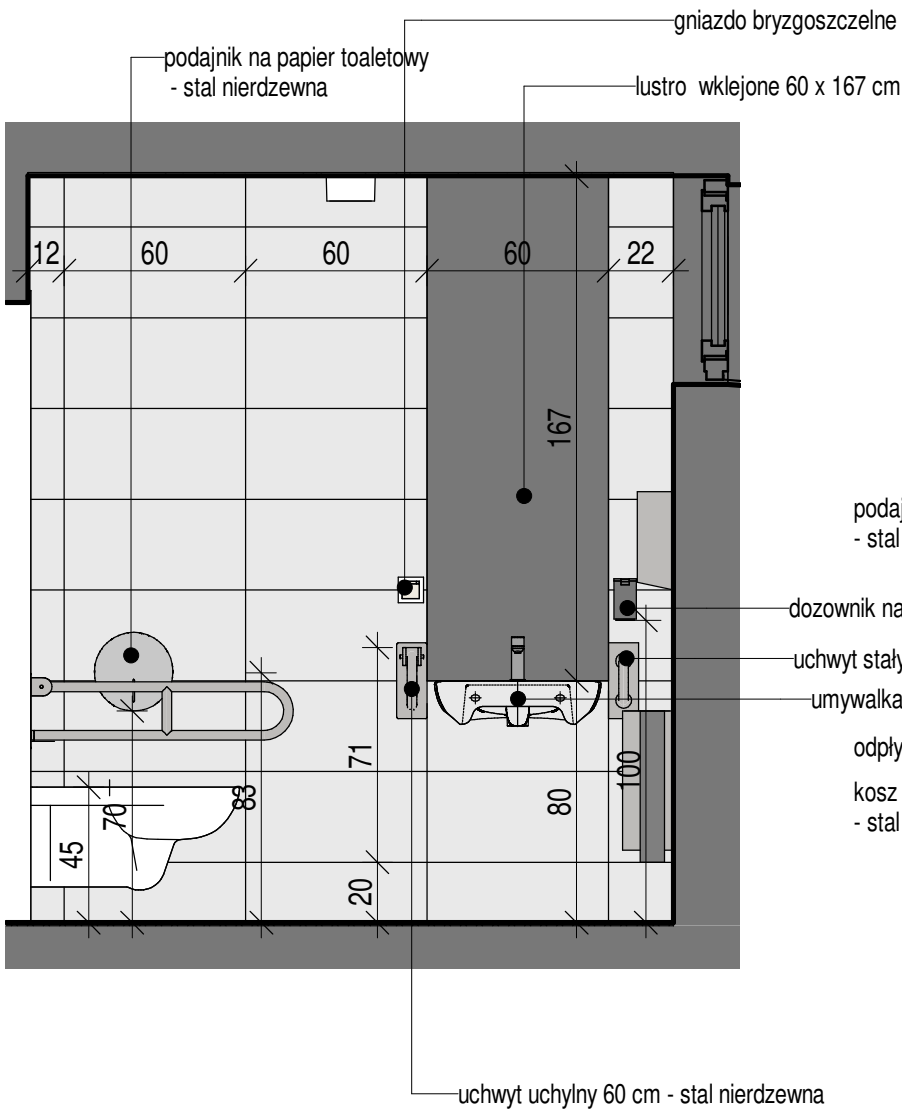 gniazdo bryzgoszczelne
podajnik na papier toaletowy
- stal nierdzewna
lustro wklejone 60 x 167 cm
12 60 60 60 22
167
podaj
- stal
dozownik na
uchwyt stały
umywalka
odpły
kosz
- stal
71
100
83
80
70
45
20
uchwyt uchylny 60 cm - stal nierdzewna